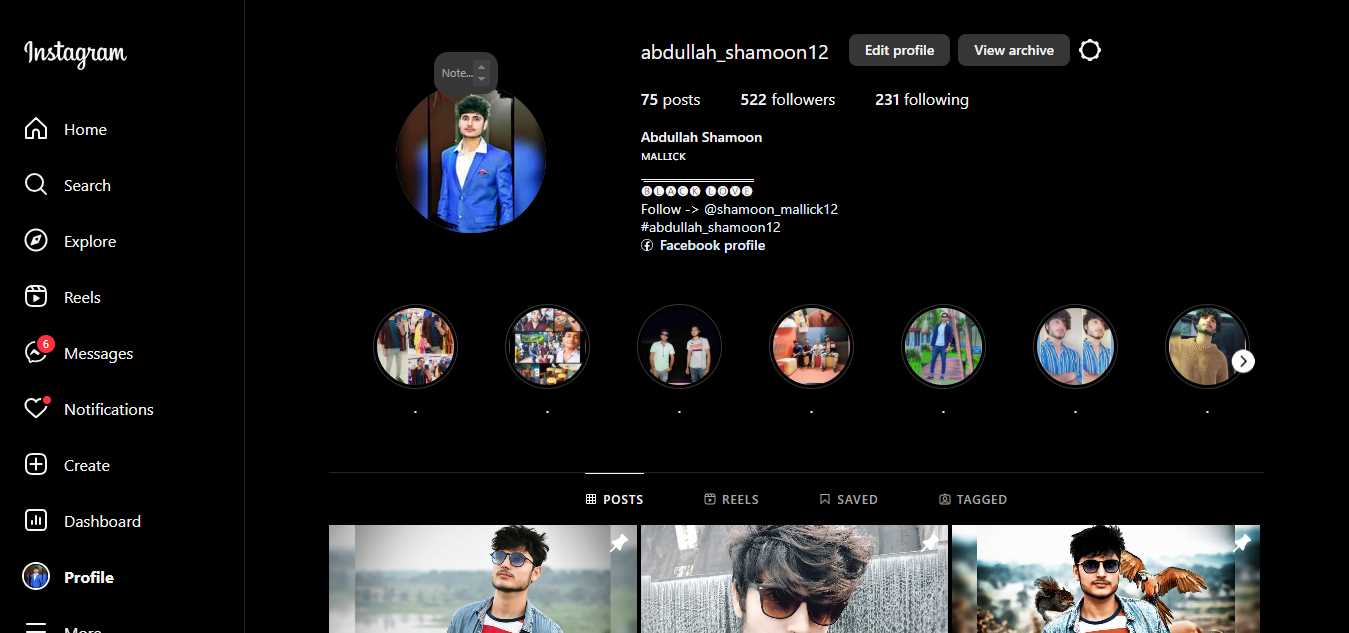 Instagram
Home
Search
Explore
Reels
6
Messages
Notifications
Create
Dashboard
Profile
More
Note...
abdullah_shamoon12
Edit profile
View archive
75 posts
522 followers
231 following
Abdullah Shamoon
ᴍᴀʟʟɪᴄᴋ
🅑🅛🅐🅒🅚 🅛🅞🅥🅔
Follow -> @shamoon_mallick12
#abdullah_shamoon12
Facebook profile
. . . . . . .
POSTS
REELS
SAVED
TAGGED